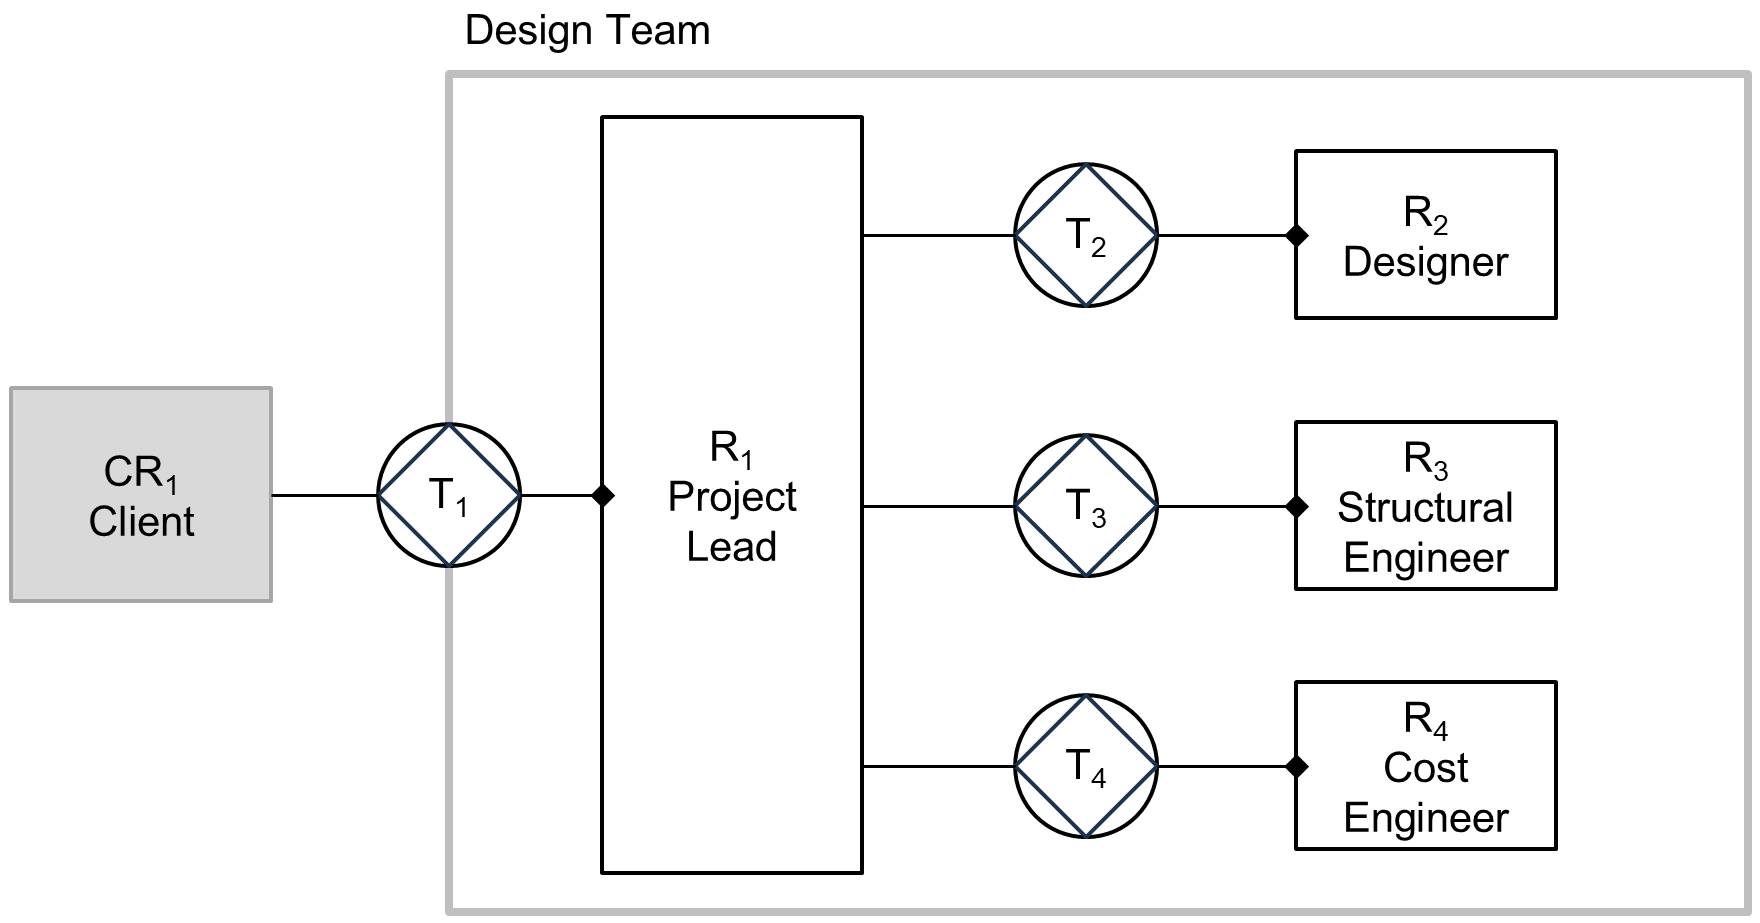 Design Team
CR₁
Client
T₁
R₁
Project
Lead
T₂
R₂
Designer
T₃
R₃
Structural
Engineer
T₄
R₄
Cost
Engineer